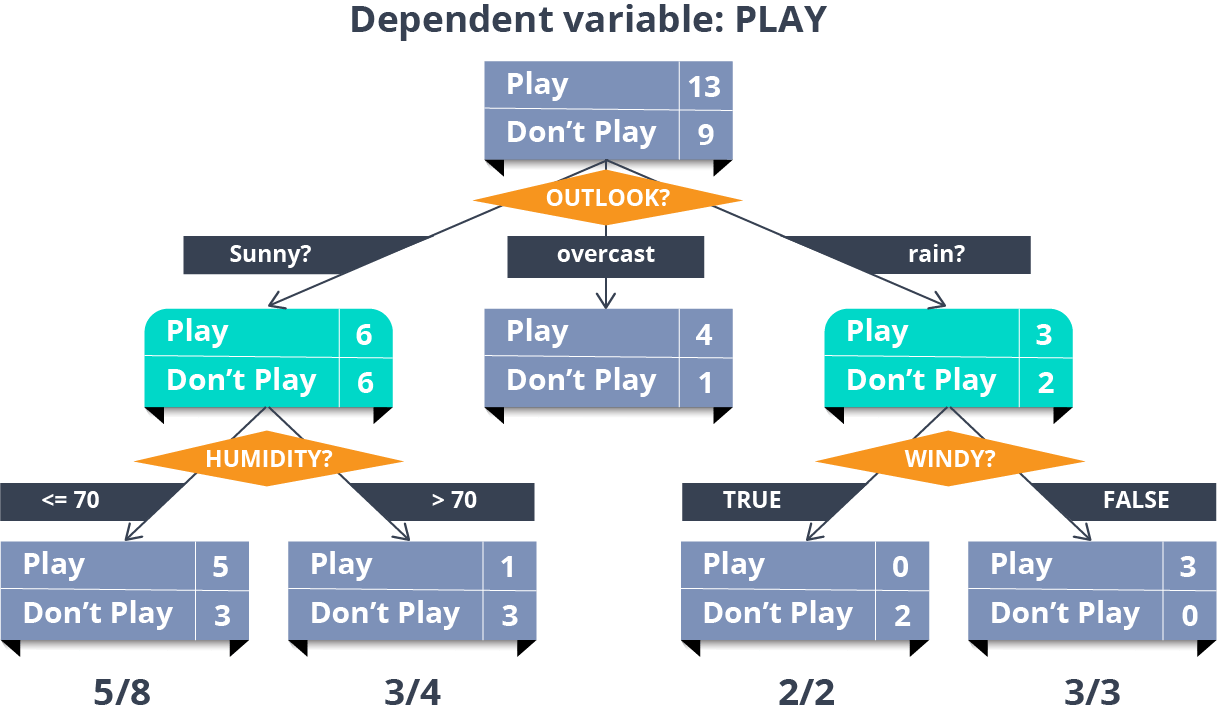 Dependent variable: PLAY
Play 13
Don’t Play 9
OUTLOOK?
Sunny? overcast rain?
Play 6 Play 4 Play 3
Don’t Play 6 Don’t Play 1 Don’t Play 2
HUMIDITY? WINDY?
<= 70 > 70 TRUE FALSE
Play 5 Play 1 Play 0 Play 3
Don’t Play 3 Don’t Play 3 Don’t Play 2 Don’t Play 0
5/8 3/4 2/2 3/3